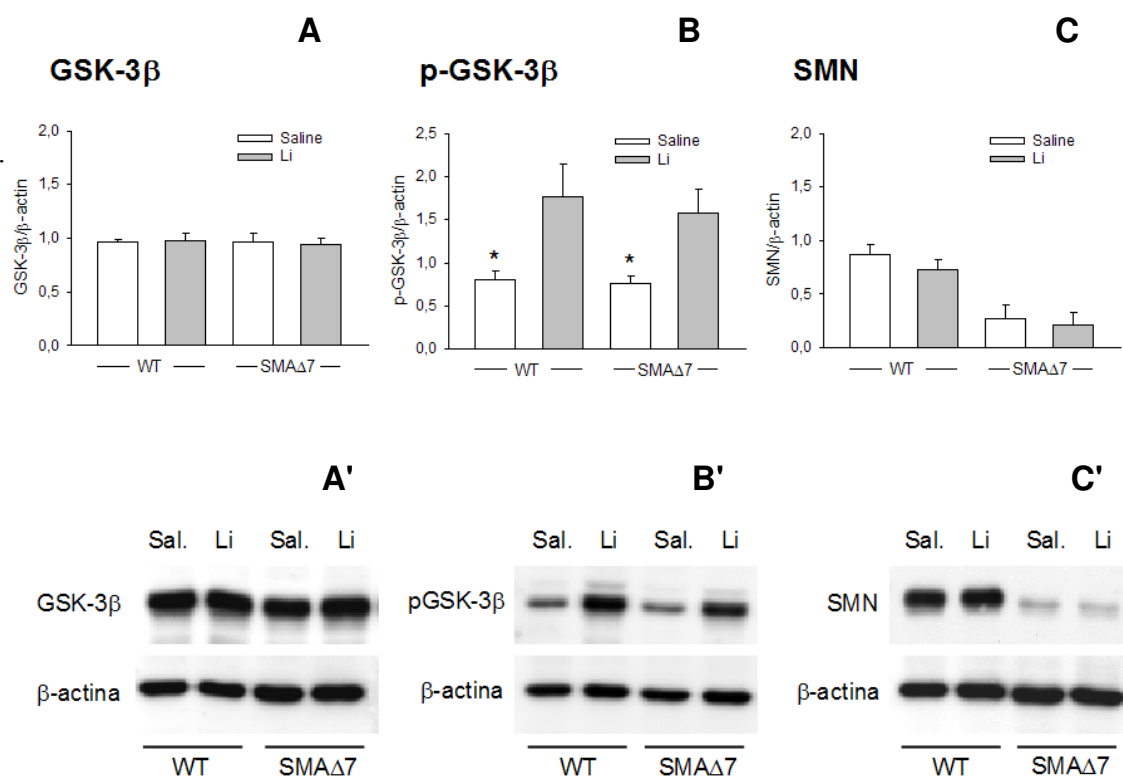 A
GSK-3β
2,0
1,5
1,0
0,5
0,0
GSK-3β/β-actin
Saline
Li
WT
SMAΔ7
B
p-GSK-3β
2,5
2,0
1,5
1,0
0,5
0,0
p-GSK-3β/β-actin
Saline
Li
*
*
WT
SMAΔ7
C
SMN
2,0
1,5
1,0
0,5
0,0
SMN/β-actin
Saline
Li
WT
SMAΔ7
A'
Sal. Li Sal. Li
GSK-3β
β-actina
WT SMAΔ7
B'
Sal. Li Sal. Li
pGSK-3β
β-actina
WT SMAΔ7
C'
Sal. Li Sal. Li
SMN
β-actina
WT SMAΔ7